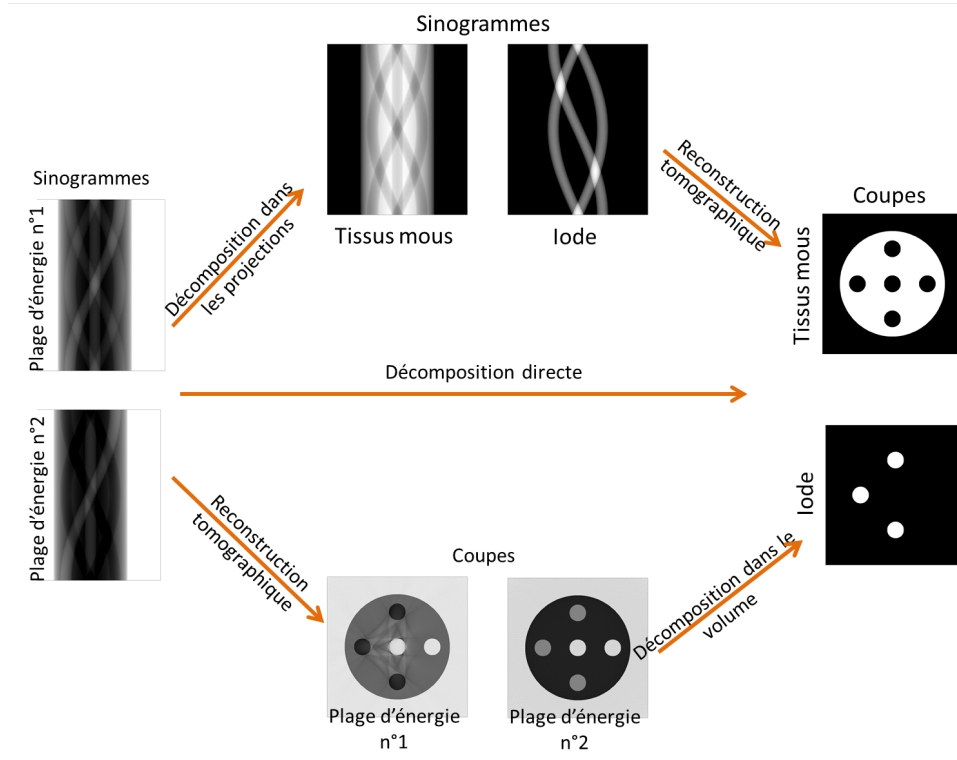 Sinogrammes
Tissus mous
Iode
Sinogrammes
Plage d'énergie n°1
Plage d'énergie n°2
Décomposition dans
les projections
Reconstruction
tomographique
Coupes
Tissus mous
Iode
Décomposition directe
Reconstruction
tomographique
Coupes
Plage d'énergie
n°1
Plage d'énergie
n°2
Décomposition dans le
volume